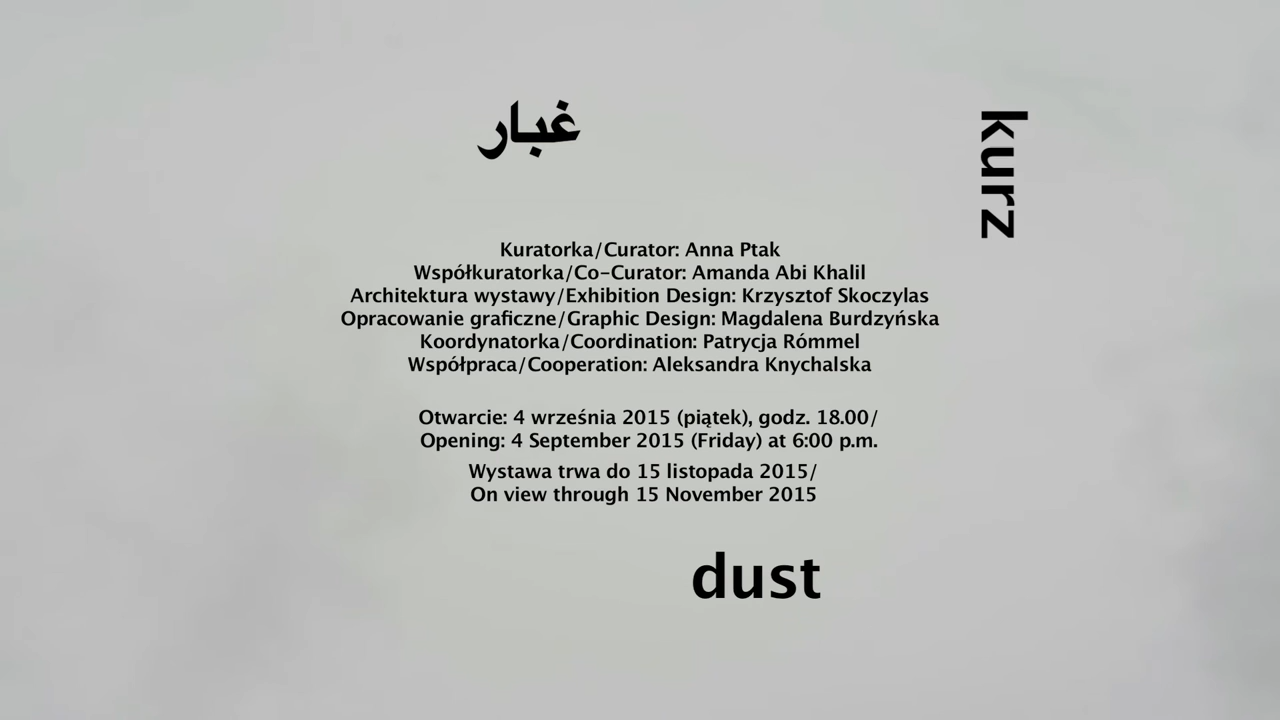 غبار
kurz
Kuratorka/Curator: Anna Ptak
Współkuratorka/Co-Curator: Amanda Abi Khalil
Architektura wystawy/Exhibition Design: Krzysztof Skoczylas
Opracowanie graficzne/Graphic Design: Magdalena Burdzyńska
Koordynatorka/Coordination: Patrycja Rómmel
Współpraca/Cooperation: Aleksandra Knychalska
Otwarcie: 4 września 2015 (piątek), godz. 18.00/
Opening: 4 September 2015 (Friday) at 6:00 p.m.
Wystawa trwa do 15 listopada 2015/
On view through 15 November 2015
dust